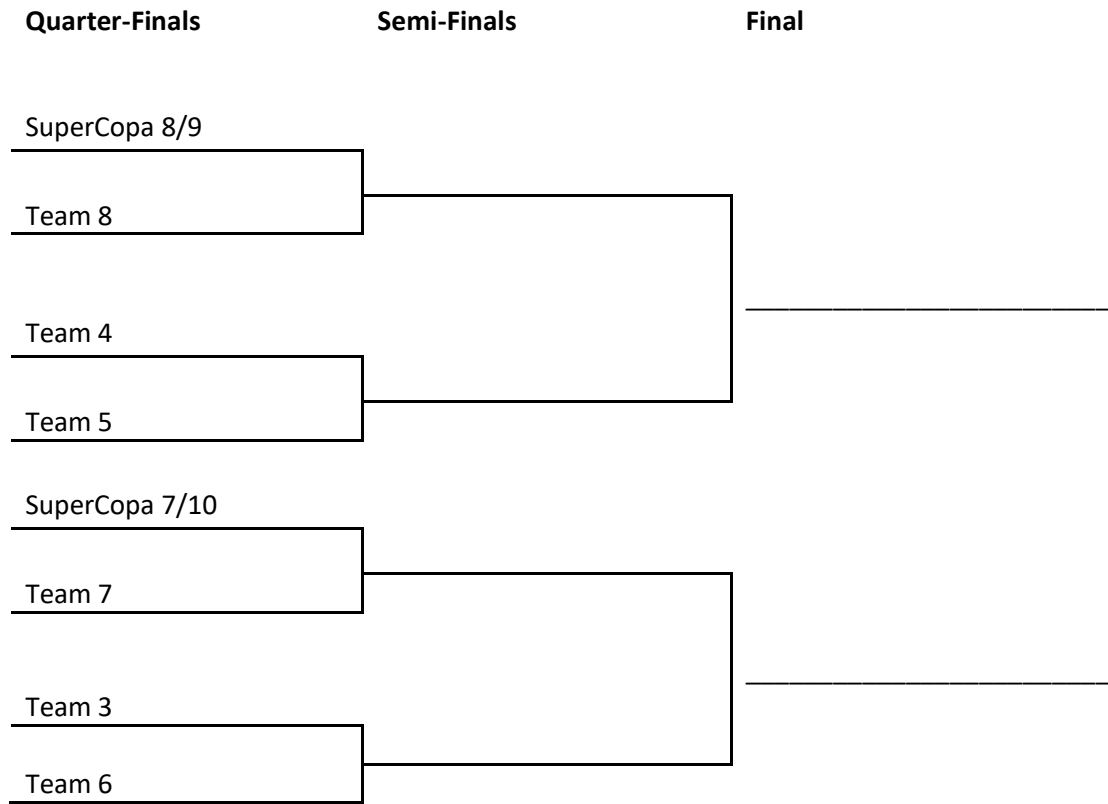 Quarter-Finals Semi-Finals Final
SuperCopa 8/9
Team 8
Team 4
Team 5
SuperCopa 7/10
Team 7
Team 3
Team 6